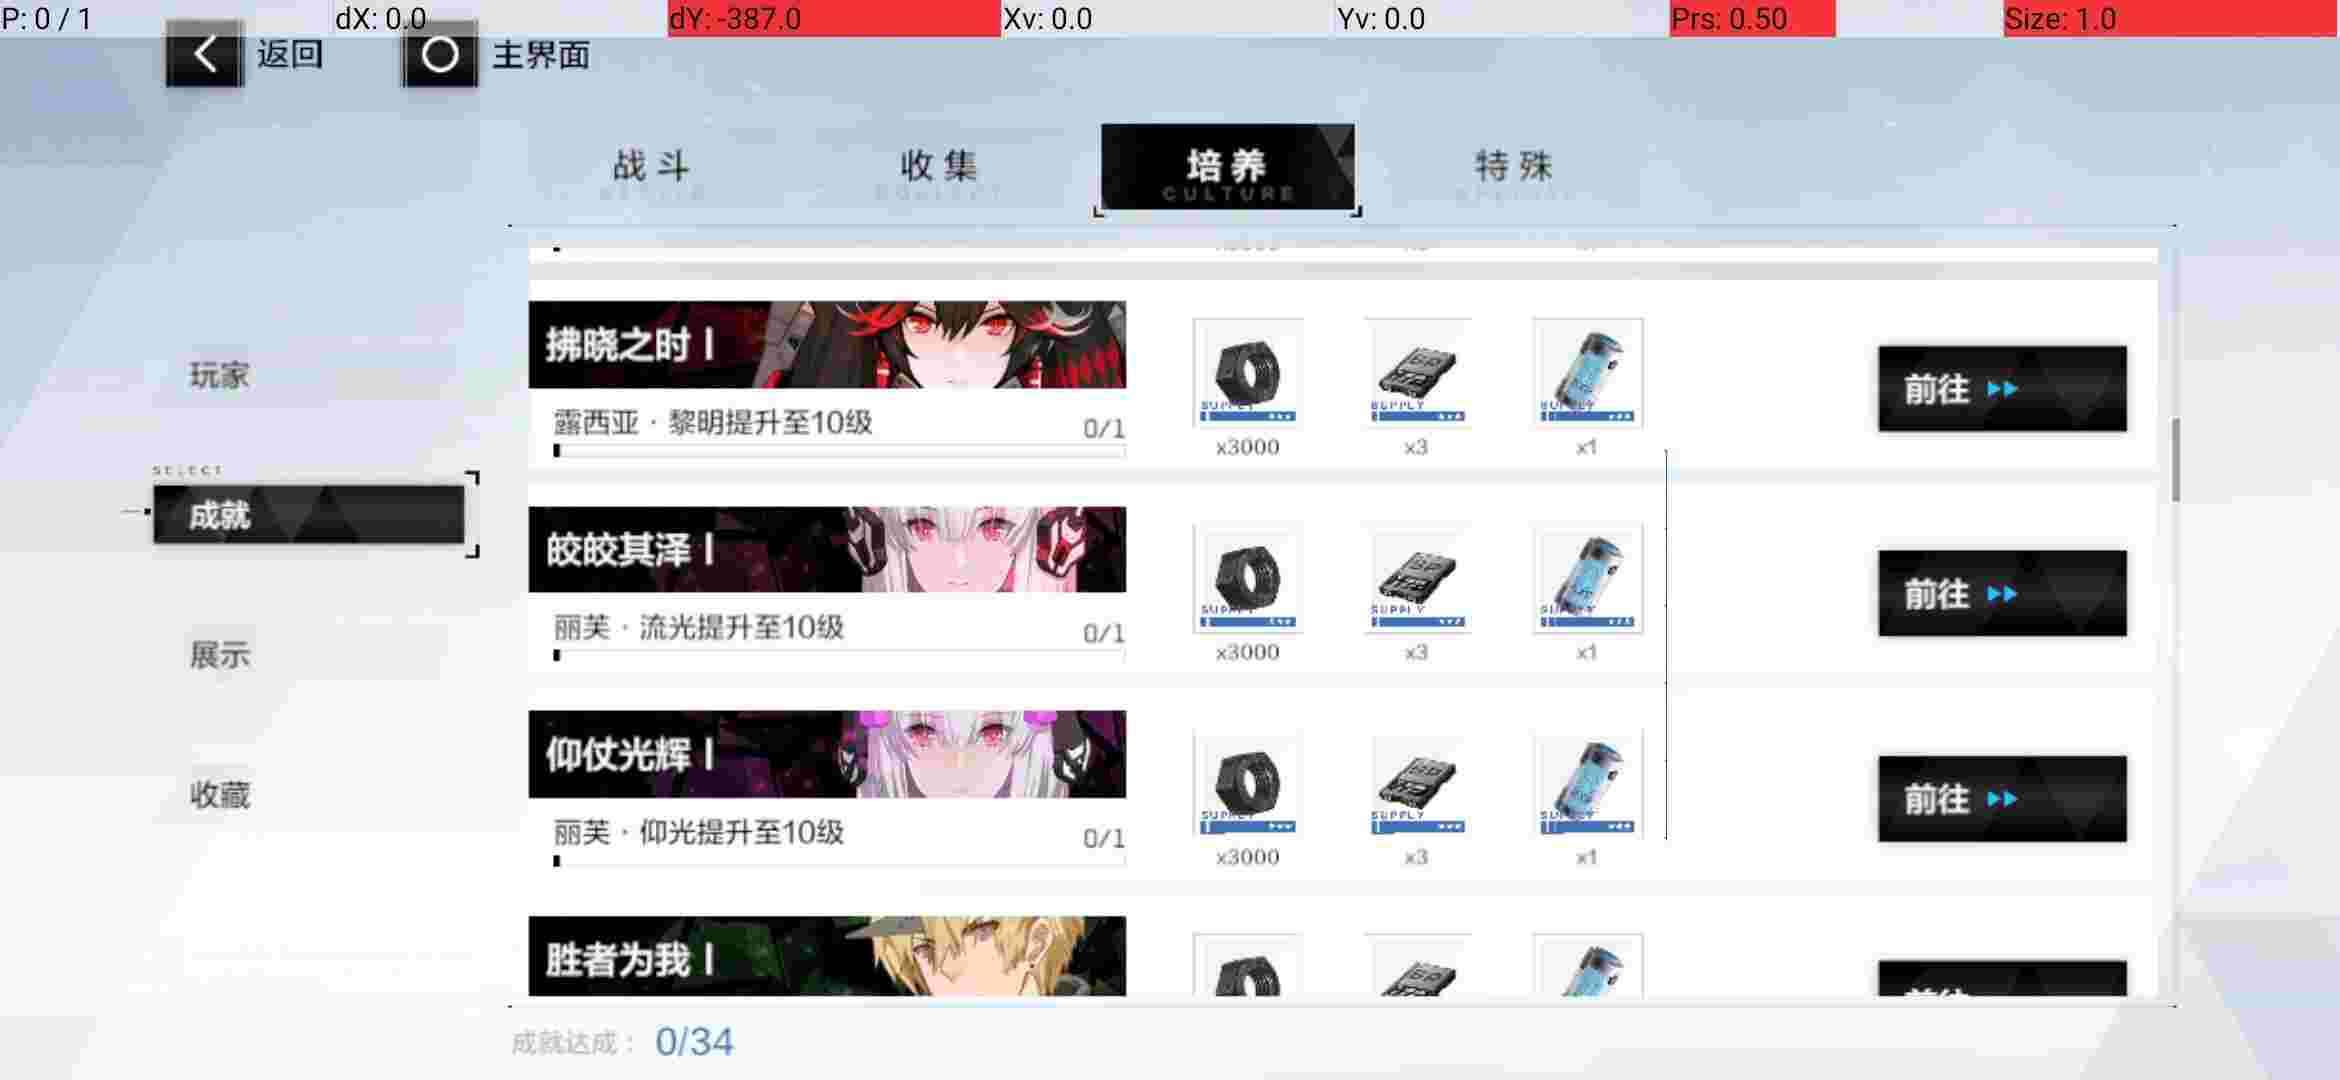 P: 0 / 1
dX: 0.0
dY: -387.0
Xv: 0.0
Yv: 0.0
Prs: 0.50
Size: 1.0
返回
主界面
战斗
收集
培养
CULTURE
特殊
玩家
SELECT
成就
展示
收藏
拂晓之时 I
露西亚·黎明提升至10级
0/1
SUPPLY
SUPPLY
SUPPLY
x3000
x3
x1
前往
皎皎其泽 I
丽芙·流光提升至10级
0/1
SUPPLY
SUPPLY
SUPPLY
x3000
x3
x1
前往
仰仗光辉 I
丽芙·仰光提升至10级
0/1
SUPPLY
SUPPLY
SUPPLY
x3000
x3
x1
前往
胜者为我 I
前往
成就达成：0/34